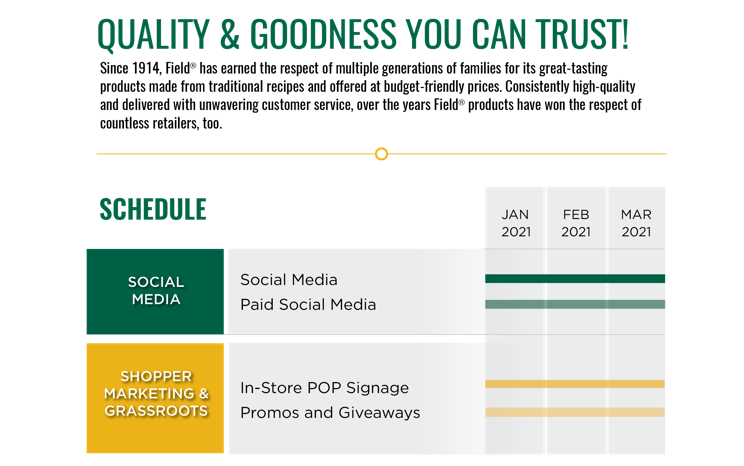 QUALITY & GOODNESS YOU CAN TRUST!
Since 1914, Field® has earned the respect of multiple generations of families for its great-tasting
products made from traditional recipes and offered at budget-friendly prices. Consistently high-quality
and delivered with unwavering customer service, over the years Field® products have won the respect of
countless retailers, too.
SCHEDULE
JAN
2021
FEB
2021
MAR
2021
SOCIAL
MEDIA
Social Media
Paid Social Media
SHOPPER
MARKETING &
GRASSROOTS
In-Store POP Signage
Promos and Giveaways